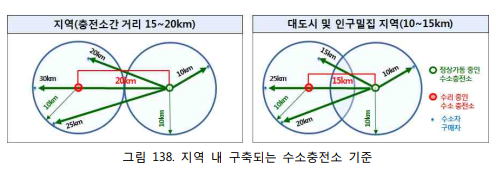 지역(충전소간 거리 15~20km)
20km
30km
20km
10km
10km
25km
10km
대도시 및 인구밀집 지역(10~15km)
15km
25km
15km
10km
10km
20km
10km
정상가동 중인
수소충전소
수리 중인
수소 충전소
수소차
구매자
그림 138. 지역 내 구축되는 수소충전소 기준